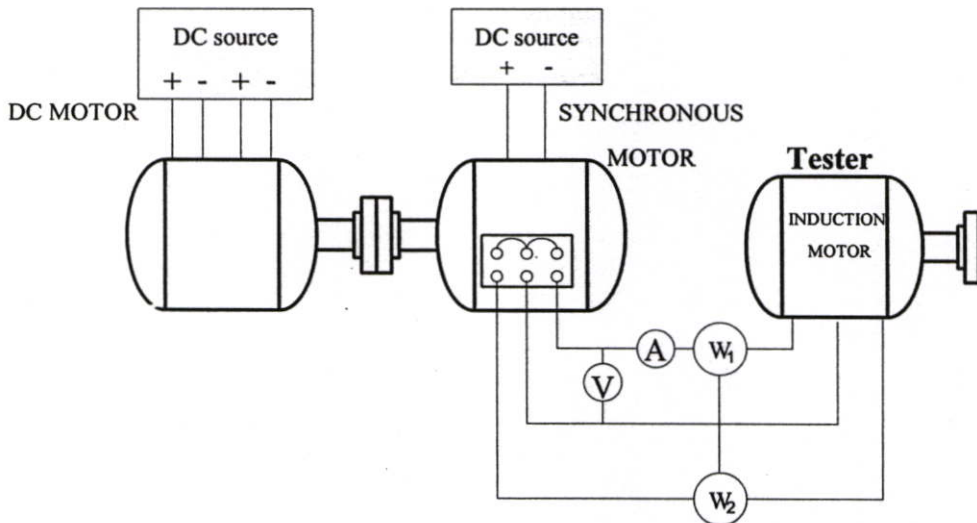 DC source
+ - + -
DC MOTOR
DC source
+ -
SYNCHRONOUS
MOTOR
Tester
INDUCTION
MOTOR
A
W1
V
W2